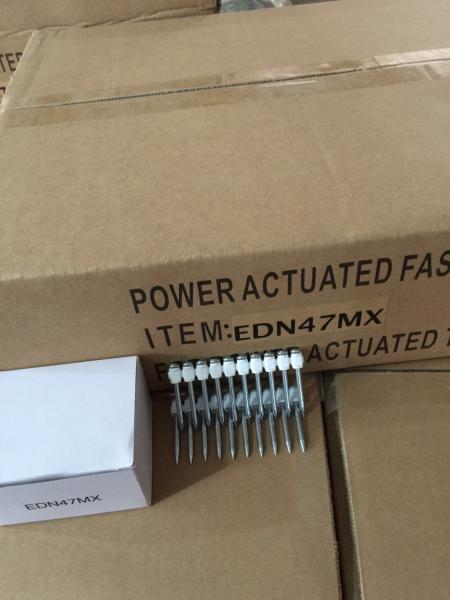 POWER ACTUATED FAS
ITEM:EDN47MX
F ACTUATED T
EDN47MX